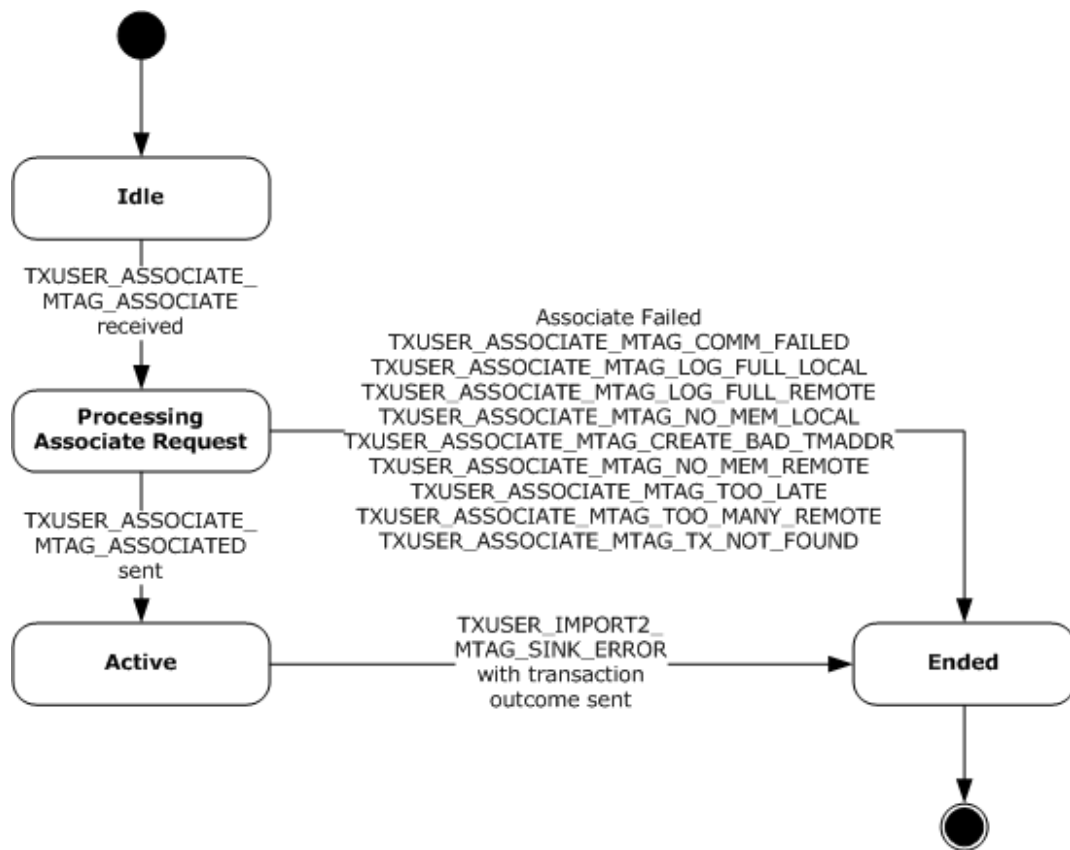 Idle
TXUSER_ASSOCIATE_
MTAG_ASSOCIATE
received
Associate Failed
TXUSER_ASSOCIATE_MTAG_COMM_FAILED
TXUSER_ASSOCIATE_MTAG_LOG_FULL_LOCAL
TXUSER_ASSOCIATE_MTAG_LOG_FULL_REMOTE
TXUSER_ASSOCIATE_MTAG_NO_MEM_LOCAL
TXUSER_ASSOCIATE_MTAG_CREATE_BAD_TMADDR
TXUSER_ASSOCIATE_MTAG_NO_MEM_REMOTE
TXUSER_ASSOCIATE_MTAG_TOO_LATE
TXUSER_ASSOCIATE_MTAG_TOO_MANY_REMOTE
TXUSER_ASSOCIATE_MTAG_TX_NOT_FOUND
Processing
Associate Request
TXUSER_ASSOCIATE_
MTAG_ASSOCIATED
sent
Active
TXUSER_IMPORT2_
MTAG_SINK_ERROR
with transaction
outcome sent
Ended